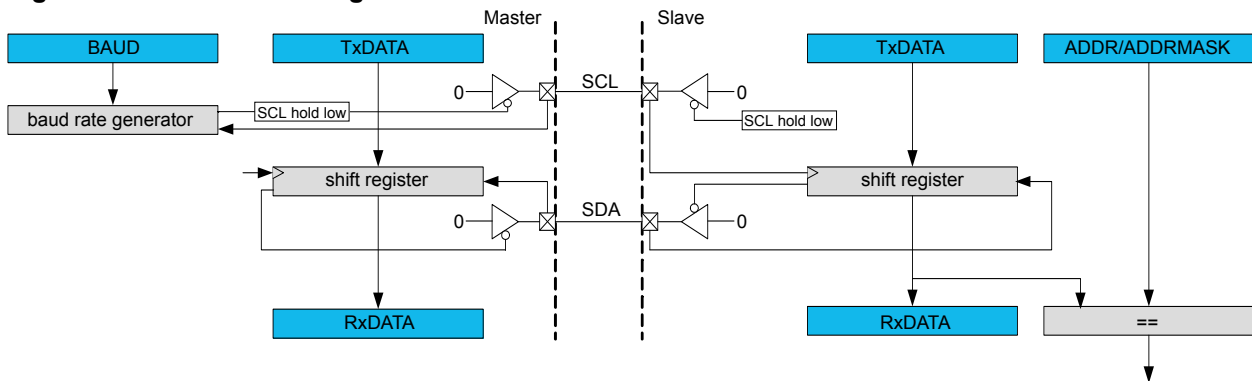 Master Slave
BAUD TxDATA TxDATA ADDR/ADDRMASK
SCL
0 0
baud rate generator SCL hold low SCL hold low
shift register shift register
SDA
0 0
RxDATA RxDATA ==